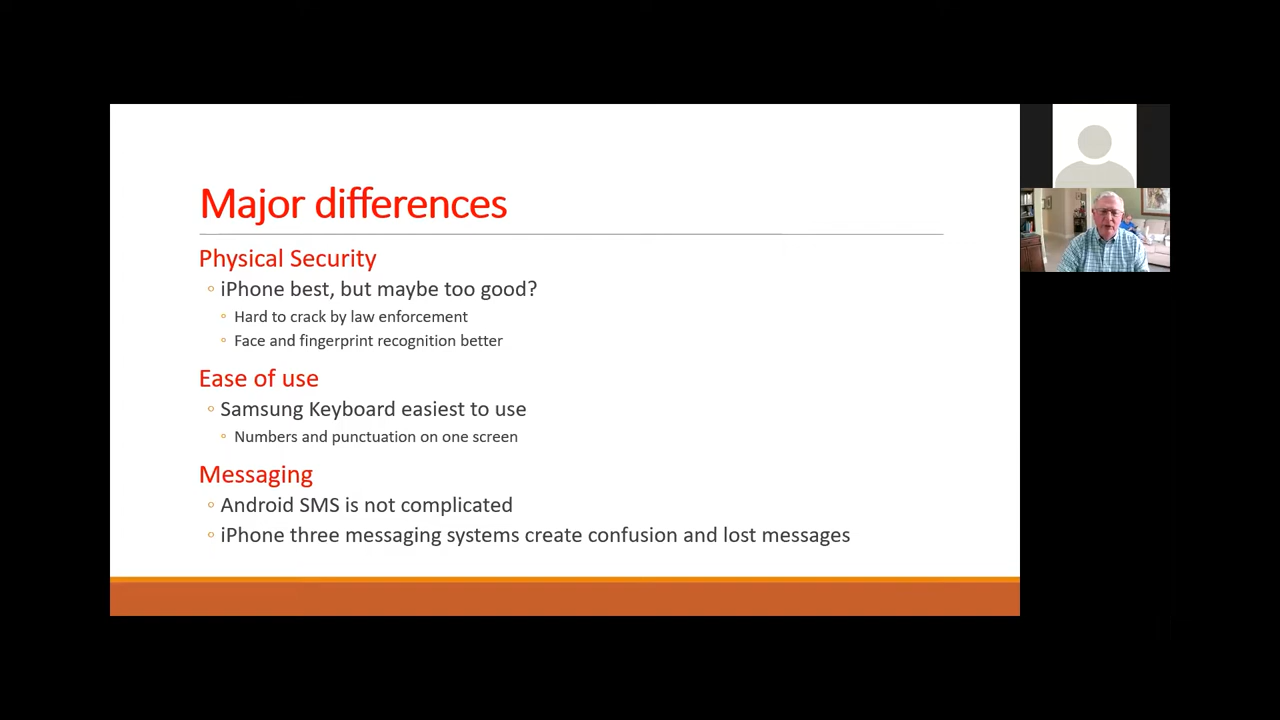 Major differences
Physical Security
◦ iPhone best, but maybe too good?
◦ Hard to crack by law enforcement
◦ Face and fingerprint recognition better
Ease of use
◦ Samsung Keyboard easiest to use
◦ Numbers and punctuation on one screen
Messaging
◦ Android SMS is not complicated
◦ iPhone three messaging systems create confusion and lost messages